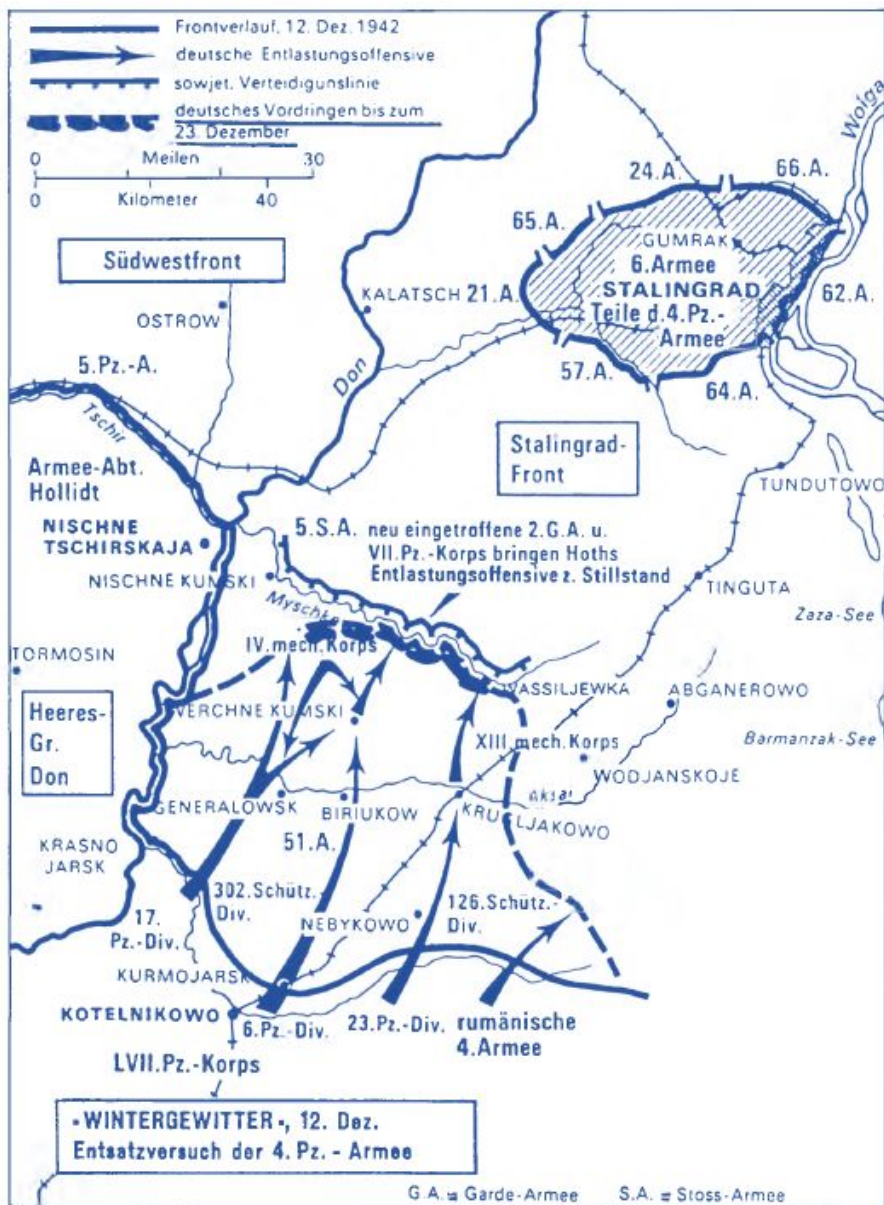 Frontverlauf, 12. Dez. 1942
deutsche Entlastungsoffensive
sowjet. Verteidigunslinie
deutsches Vordringen bis zum
23. Dezember
0 Meilen 30
0 Kilometer 40
Wolga
66.A.
24.A.
65.A.
GUMRAK
6.Armee
STALINGRAD
Teile d.4.Pz.-
Armee
62.A.
21.A.
57.A.
64.A.
Südwestfront
OSTROW
KALATSCH
Don
5.Pz.-A.
Tschir
Armee-Abt.
Hollidt
Stalingrad-
Front
TUNDUTOWO
NISCHNE
TSCHIRSKAJA
5.S.A.
neu eingetroffene 2.G.A. u.
VII.Pz.-Korps bringen Hoths
Entlastungsoffensive z. Stillstand
NISCHNE KUMSKI
TINGUTA
Zaza-See
TORMOSIN
IV.mech.Korps
WASSILJEWKA
ABGANEROWO
Heeres-
Gr.
Don
VERCHNE KUMSKI
XIII mech.Korps
Barmanzak-See
WODJANSKOJE
GENERALOWSK
BIRIUKOW
Aksai
51.A.
KRASNO
JARSK
302.Schütz.-
Div.
126.Schütz.-
Div.
NEBYKOWO
17.
Pz.-Div.
KURMOJARSK
KOTELNIKOWO
6.Pz.-Div.
23.Pz.-Div.
rumänische
4.Armee
LVII.Pz.-Korps
•WINTERGEWITTER•, 12. Dez.
Entsatzversuch der 4. Pz. - Armee
G.A. = Garde-Armee S.A. = Stoss-Armee